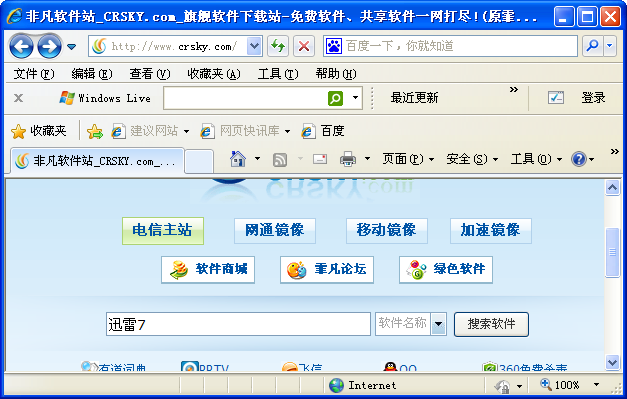 非凡软件站_CRSKY.com_旗舰软件下载站-免费软件、共享软件一网打尽!(原霏...
http://www.crsky.com/ 百度一下，你就知道
文件(F) 编辑(E) 查看(V) 收藏夹(A) 工具(T) 帮助(H)
x Windows Live 最近更新 » 登录
收藏夹 建议网站 网页快讯库 百度
非凡软件站_CRSKY.com_... 页面(P) 安全(S) 工具(O) »
CRSKY.com
电信主站 网通镜像 移动镜像 加速镜像
软件商城 菲凡论坛 绿色软件
迅雷7 软件名称 搜索软件
有道词典 PPTV 飞信 QQ 360免费杀毒
Internet 100%